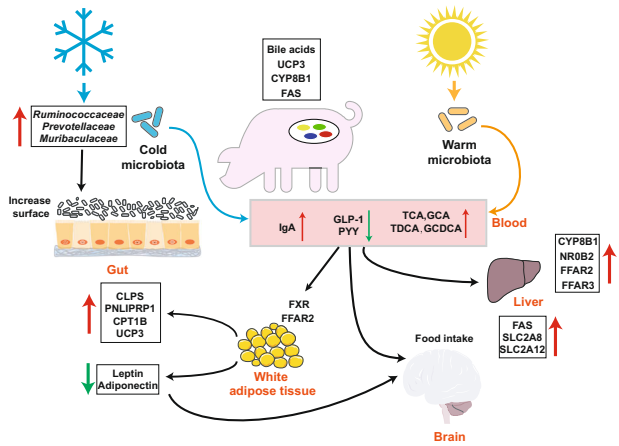 Bile acids
UCP3
CYP8B1
FAS
Ruminococcaceae
Prevotellaceae
Muribaculaceae
Cold
microbiota
Warm
microbiota
Increase
surface
Gut
IgA
GLP-1
PYY
TCA,GCA
TDCA, GCDCA
Blood
CYP8B1
NR0B2
FFAR2
FFAR3
Liver
FAS
SLC2A8
SLC2A12
CLPS
PNLIPRP1
CPT1B
UCP3
FXR
FFAR2
White
adipose tissue
Leptin
Adiponectin
Food intake
Brain